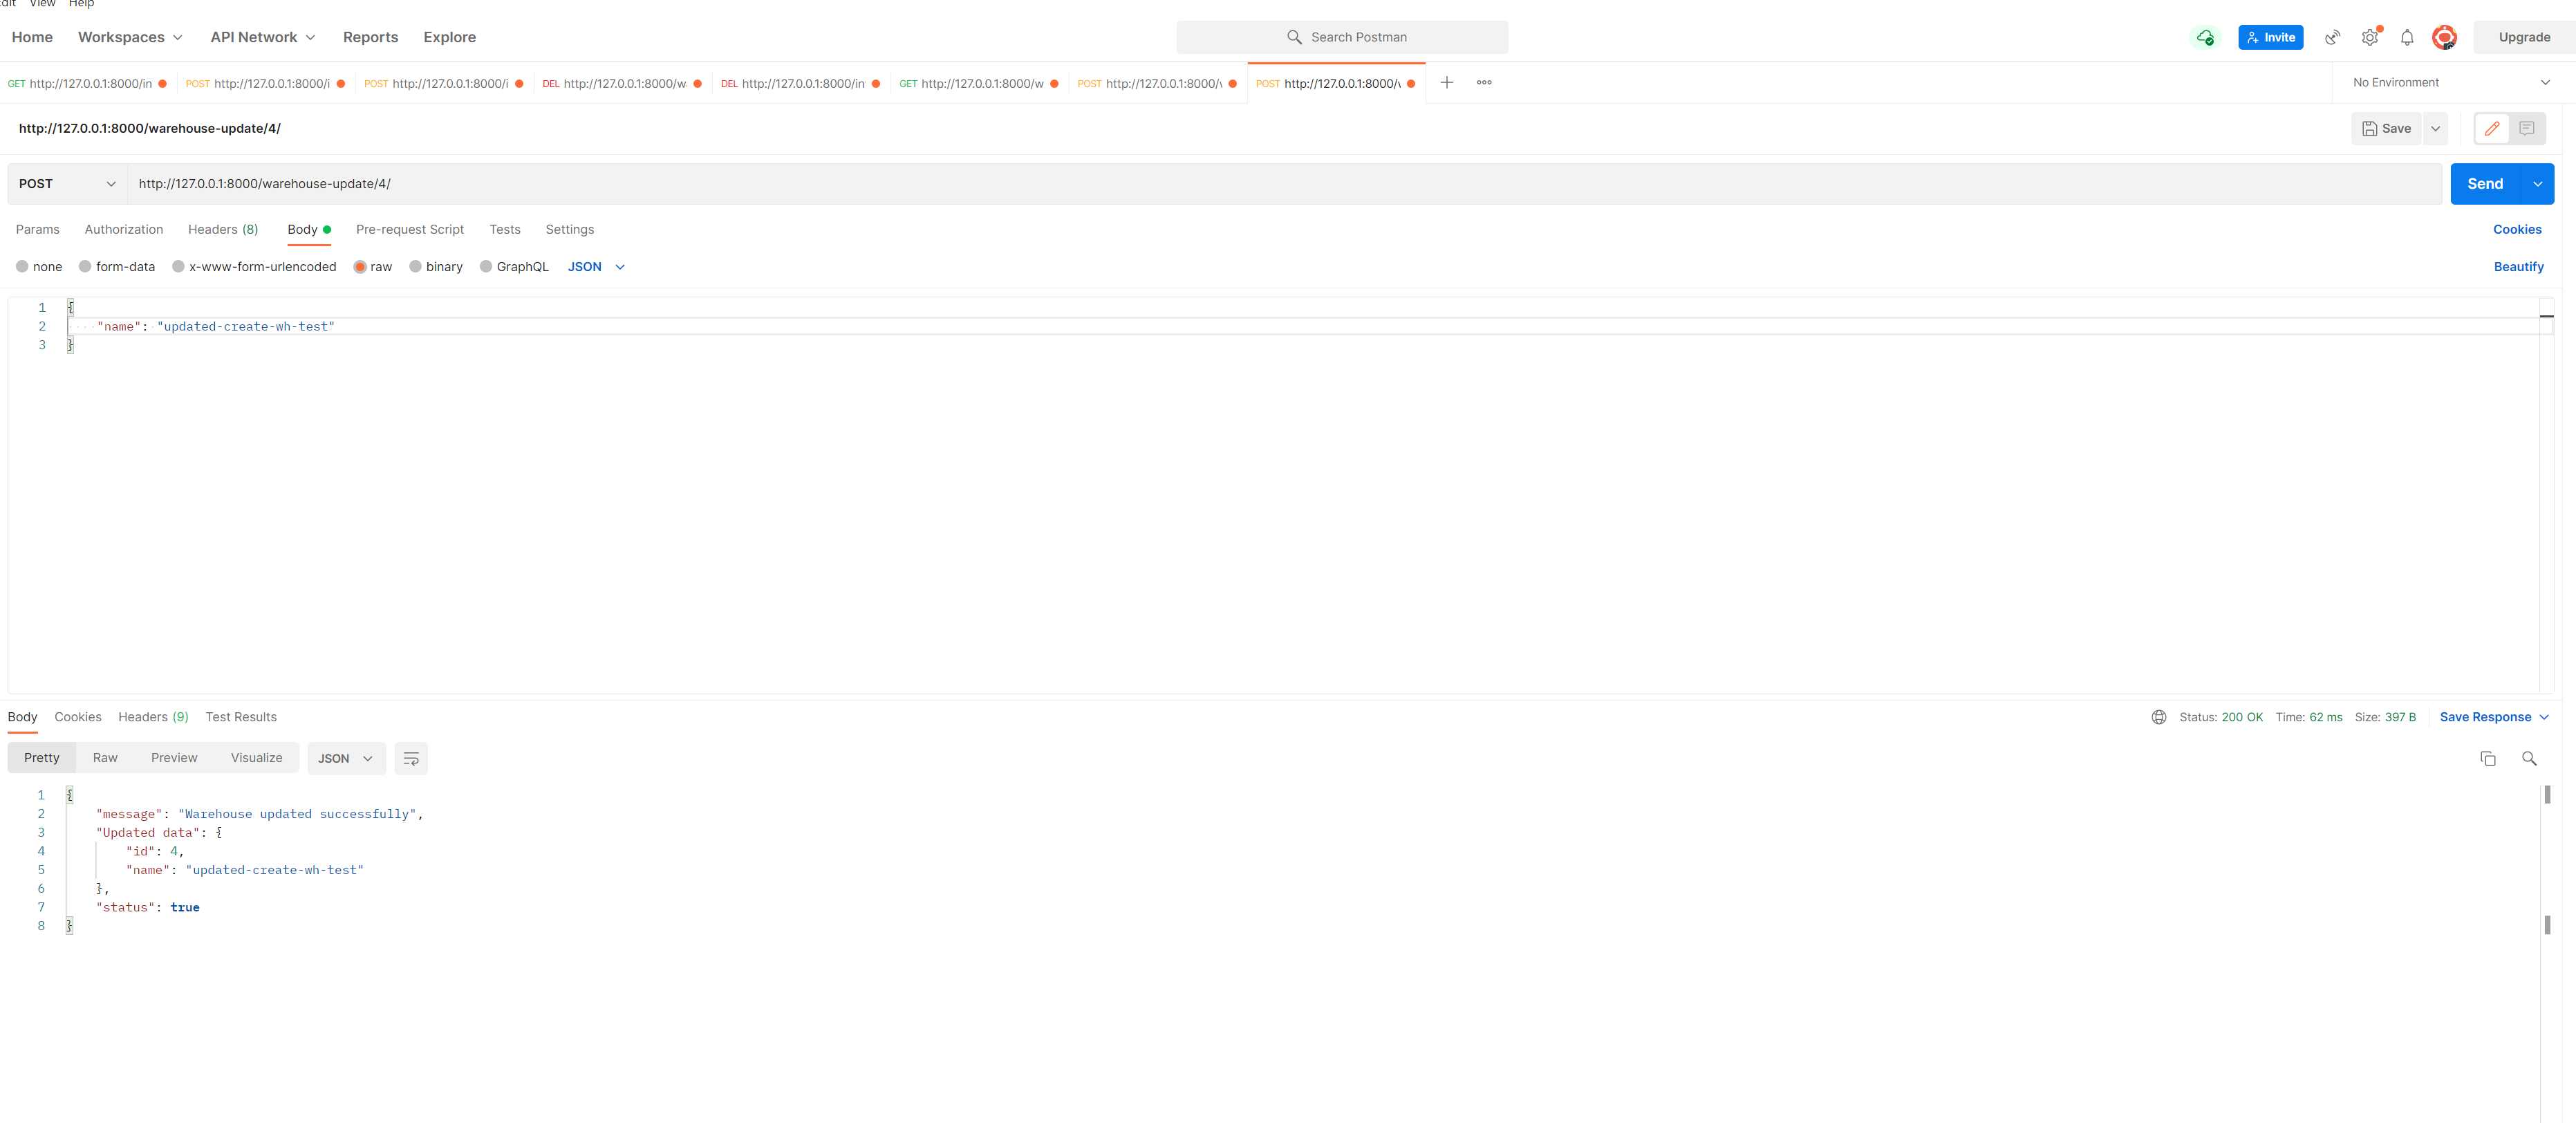 View Help
Home Workspaces API Network Reports Explore Search Postman Invite Upgrade
GET http://127.0.0.1:8000/in POST http://127.0.0.1:8000/i POST http://127.0.0.1:8000/i DEL http://127.0.0.1:8000/w DEL http://127.0.0.1:8000/in GET http://127.0.0.1:8000/w POST http://127.0.0.1:8000/ POST http://127.0.0.1:8000/ No Environment
http://127.0.0.1:8000/warehouse-update/4/ Save
POST http://127.0.0.1:8000/warehouse-update/4/ Send
Params Authorization Headers (8) Body Pre-request Script Tests Settings Cookies
none form-data x-www-form-urlencoded raw binary GraphQL JSON Beautify
1 {
2 "name": "updated-create-wh-test"
3 }
Body Cookies Headers (9) Test Results Status: 200 OK Time: 62 ms Size: 397 B Save Response
Pretty Raw Preview Visualize JSON
1 {
2 "message": "Warehouse updated successfully",
3 "Updated data": {
4 "id": 4,
5 "name": "updated-create-wh-test"
6 },
7 "status": true
8 }